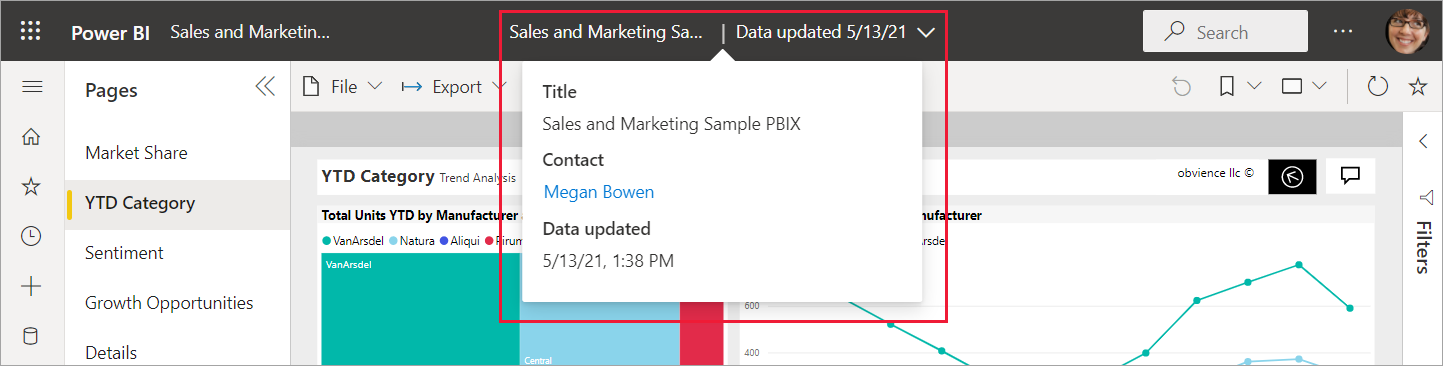 Power BI Sales and Marketin... Sales and Marketing Sa... | Data updated 5/13/21 Search ...
Pages File Export
Title
Sales and Marketing Sample PBIX
Contact
Megan Bowen
Data updated
5/13/21, 1:38 PM
Market Share
YTD Category
Sentiment
Growth Opportunities
Details
YTD Category Trend Analysis obvience llc ©
Total Units YTD by Manufacturer
VanArsdel Natura Aliqui
VanArsdel
Central
600
400
Filters